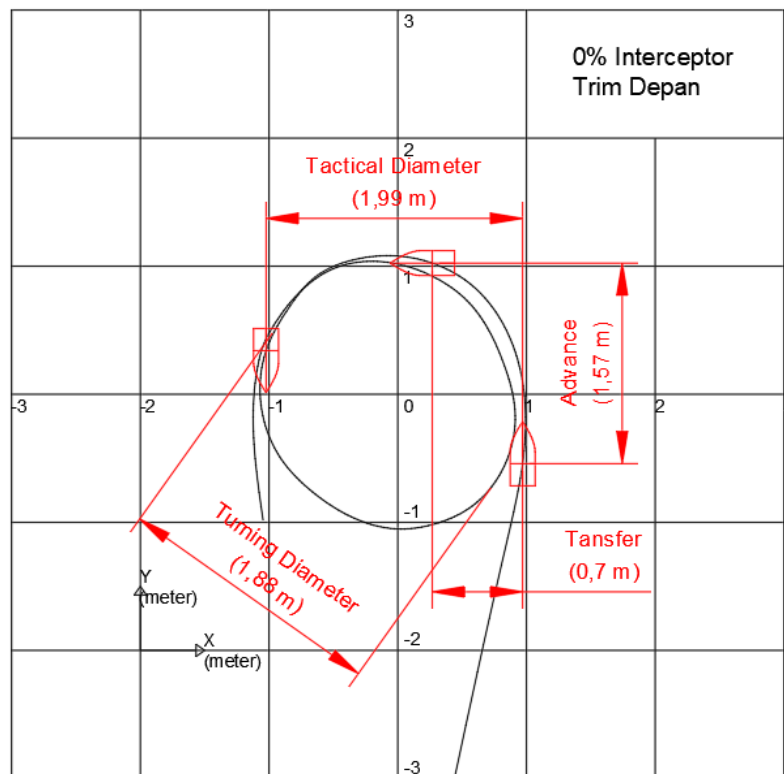 3
0% Interceptor
Trim Depan
2
Tactical Diameter
(1,99 m)
1
Advance
(1,57 m)
-3
-2
-1
0
1
2
-1
Turning Diameter
(1,88 m)
Tansfer
(0,7 m)
Y
(meter)
X
(meter)
-2
-3